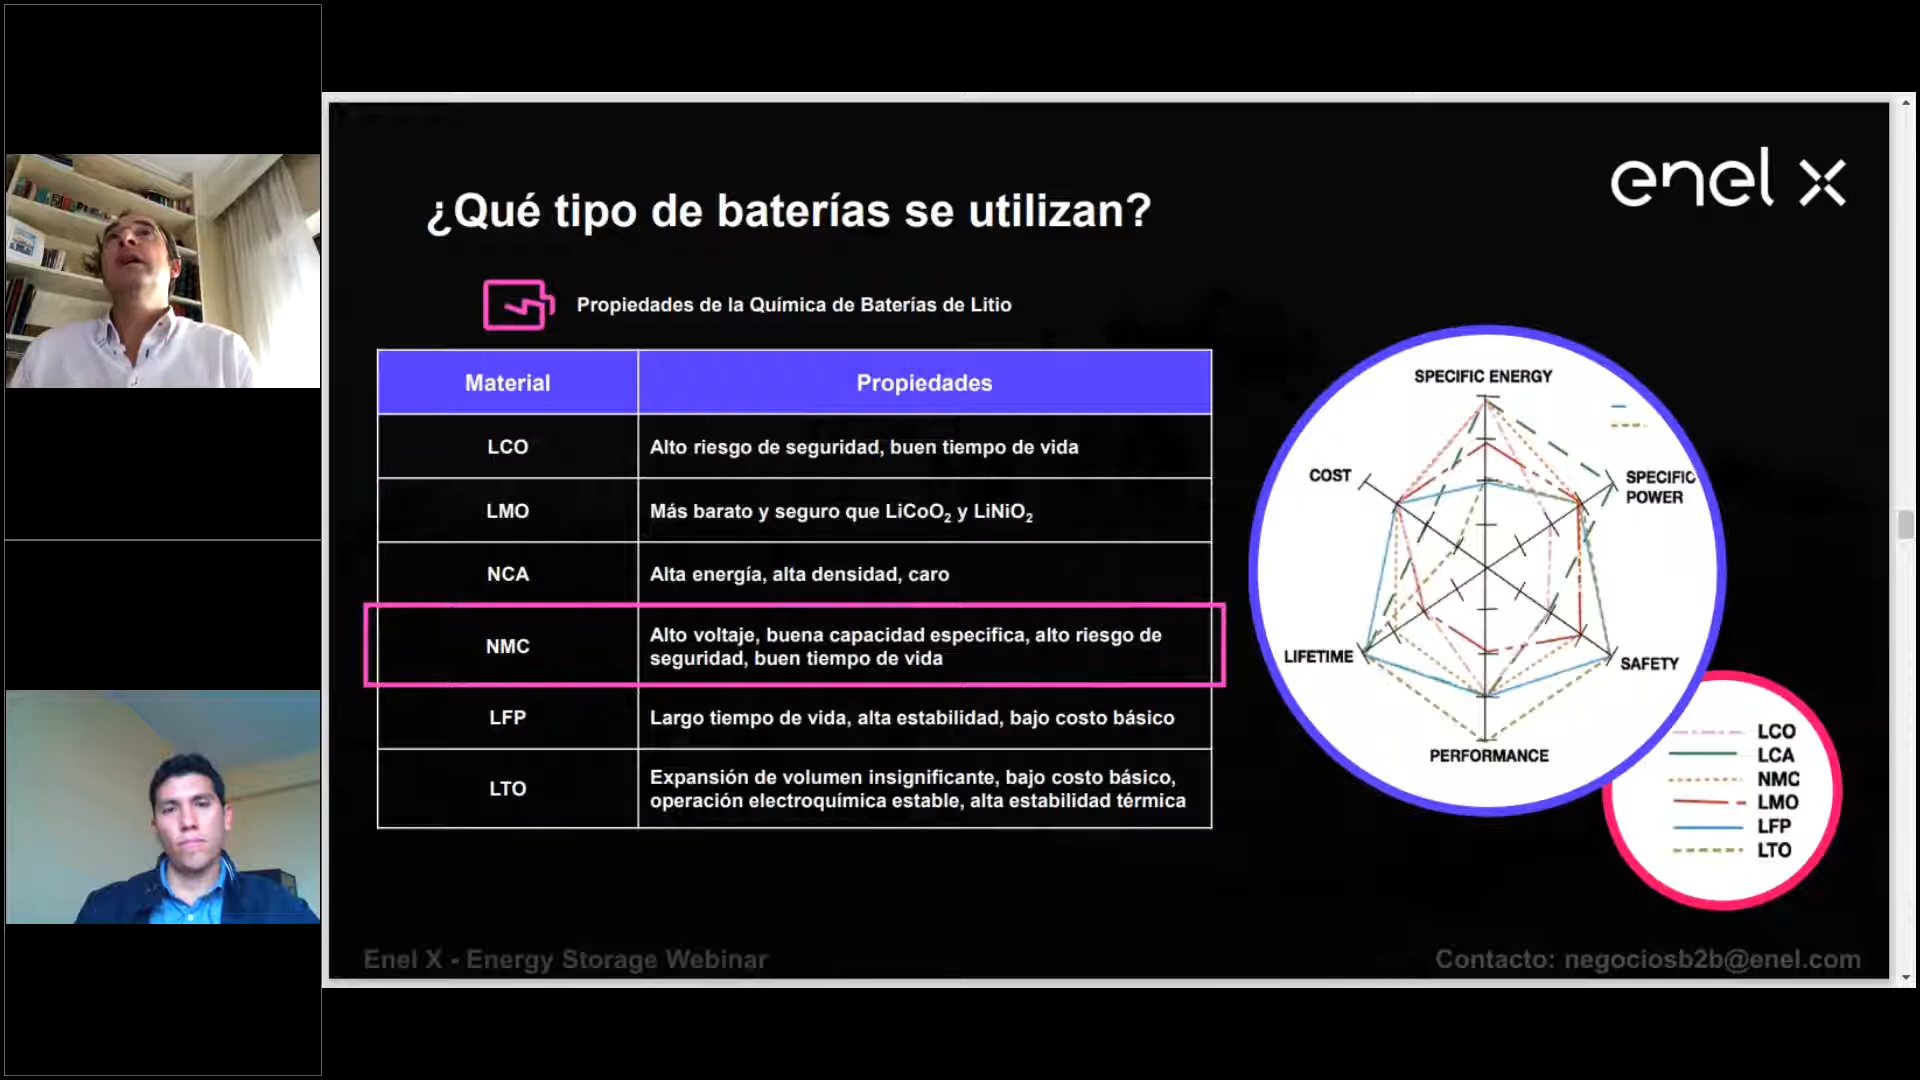 enel x
¿Qué tipo de baterías se utilizan?
Propiedades de la Química de Baterías de Litio
Material
Propiedades
LCO
Alto riesgo de seguridad, buen tiempo de vida
LMO
Más barato y seguro que LiCoO₂ y LiNiO₂
NCA
Alta energía, alta densidad, caro
NMC
Alto voltaje, buena capacidad especifica, alto riesgo de
seguridad, buen tiempo de vida
LFP
Largo tiempo de vida, alta estabilidad, bajo costo básico
LTO
Expansión de volumen insignificante, bajo costo básico,
operación electroquímica estable, alta estabilidad térmica
SPECIFIC ENERGY
COST
SPECIFIC
POWER
LIFETIME
SAFETY
PERFORMANCE
LCO
LCA
NMC
LMO
LFP
LTO
Enel X - Energy Storage Webinar
Contacto: negociosb2b@enel.com